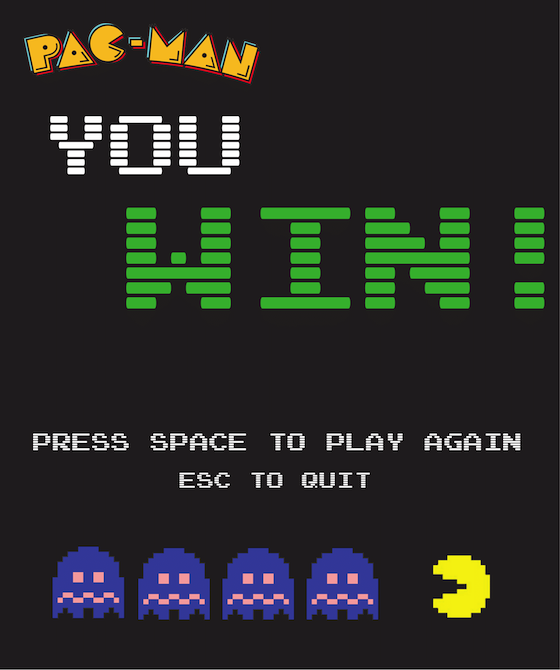 PAC-MAN
YOU
WIN!
PRESS SPACE TO PLAY AGAIN
ESC TO QUIT